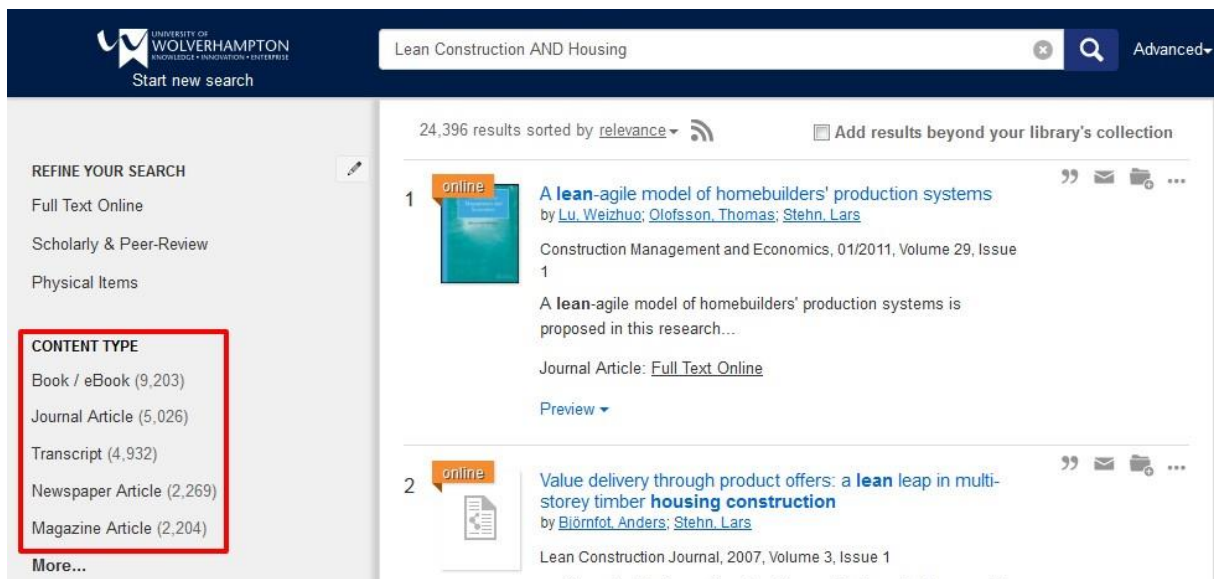 UNIVERSITY OF
WOLVERHAMPTON
KNOWLEDGE • INNOVATION • ENTERPRISE
Start new search
Lean Construction AND Housing
Advanced
REFINE YOUR SEARCH
Full Text Online
Scholarly & Peer-Review
Physical Items
CONTENT TYPE
Book / eBook (9,203)
Journal Article (5,026)
Transcript (4,932)
Newspaper Article (2,269)
Magazine Article (2,204)
More...
24,396 results sorted by relevance
Add results beyond your library's collection
1
online
A lean-agile model of homebuilders' production systems
by Lu, Weizhuo; Olofsson, Thomas; Stehn, Lars
Construction Management and Economics, 01/2011, Volume 29, Issue
1
A lean-agile model of homebuilders' production systems is
proposed in this research...
Journal Article: Full Text Online
Preview
2
online
Value delivery through product offers: a lean leap in multi-
storey timber housing construction
by Björnfot, Anders; Stehn, Lars
Lean Construction Journal, 2007, Volume 3, Issue 1